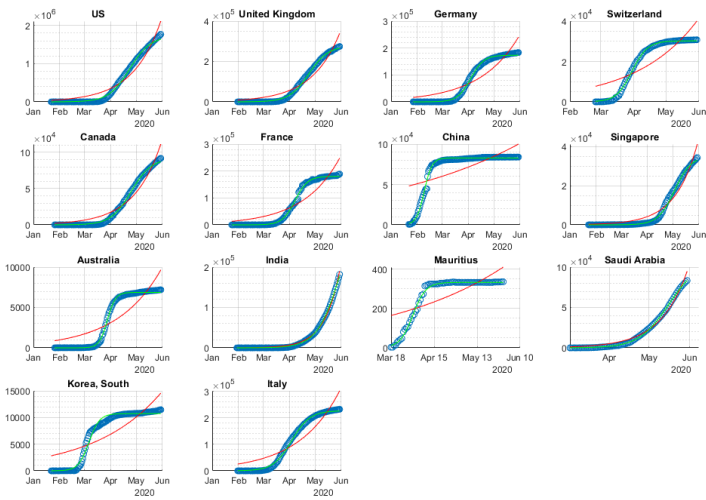 US
×10^6
2
1
0
Jan Feb Mar Apr May Jun
2020
United Kingdom
×10^5
4
2
0
Jan Feb Mar Apr May Jun
2020
Germany
×10^5
3
2
1
0
Jan Feb Mar Apr May Jun
2020
Switzerland
×10^4
4
2
0
Feb Mar Apr May Jun
2020
Canada
×10^4
10
5
0
Jan Feb Mar Apr May Jun
2020
France
×10^5
3
2
1
0
Jan Feb Mar Apr May Jun
2020
China
×10^4
10
5
0
Jan Feb Mar Apr May Jun
2020
Singapore
×10^4
4
2
0
Jan Feb Mar Apr May Jun
2020
Australia
10000
5000
0
Jan Feb Mar Apr May Jun
2020
India
×10^5
2
1
0
Jan Feb Mar Apr May Jun
2020
Mauritius
400
200
0
Mar 18 Apr 15 May 13 Jun 10
2020
Saudi Arabia
×10^4
10
5
0
Apr May Jun
2020
Korea, South
15000
10000
5000
0
Jan Feb Mar Apr May Jun
2020
Italy
×10^5
3
2
1
0
Jan Feb Mar Apr May Jun
2020